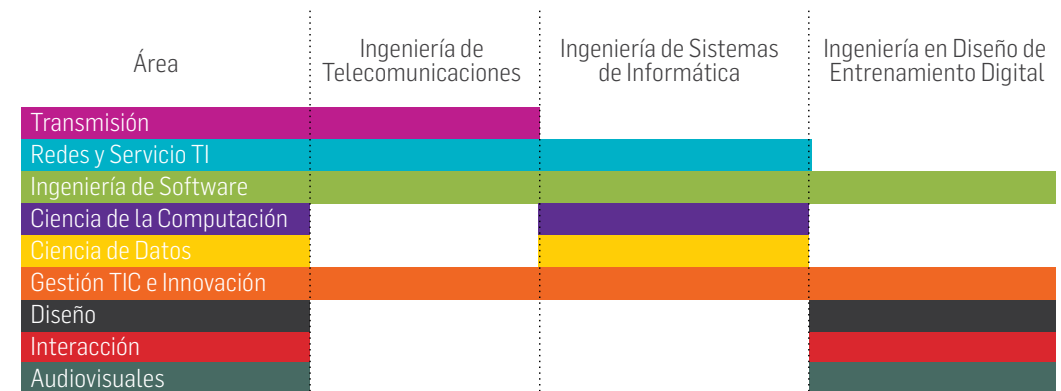 Área
Ingeniería de
Telecomunicaciones
Ingeniería de Sistemas
de Informática
Ingeniería en Diseño de
Entrenamiento Digital
Transmisión
Redes y Servicio TI
Ingeniería de Software
Ciencia de la Computación
Ciencia de Datos
Gestión TIC e Innovación
Diseño
Interacción
Audiovisuales